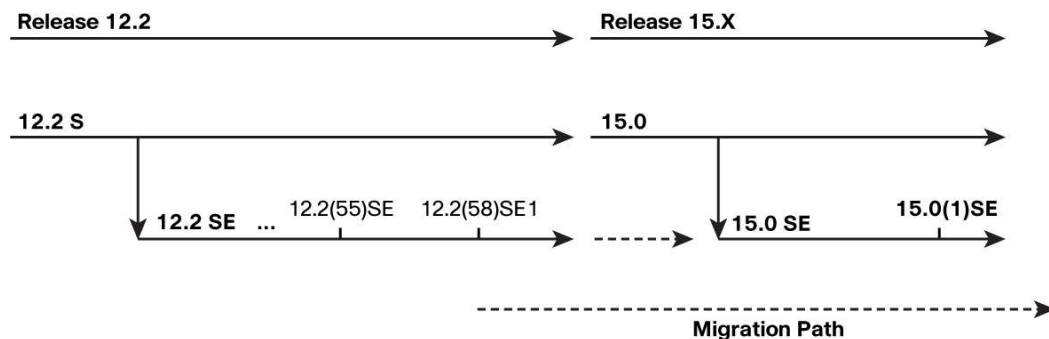 Release 12.2
Release 15.X
12.2 S
15.0
12.2 SE ...
12.2(55)SE
12.2(58)SE1
15.0 SE
15.0(1)SE
Migration Path